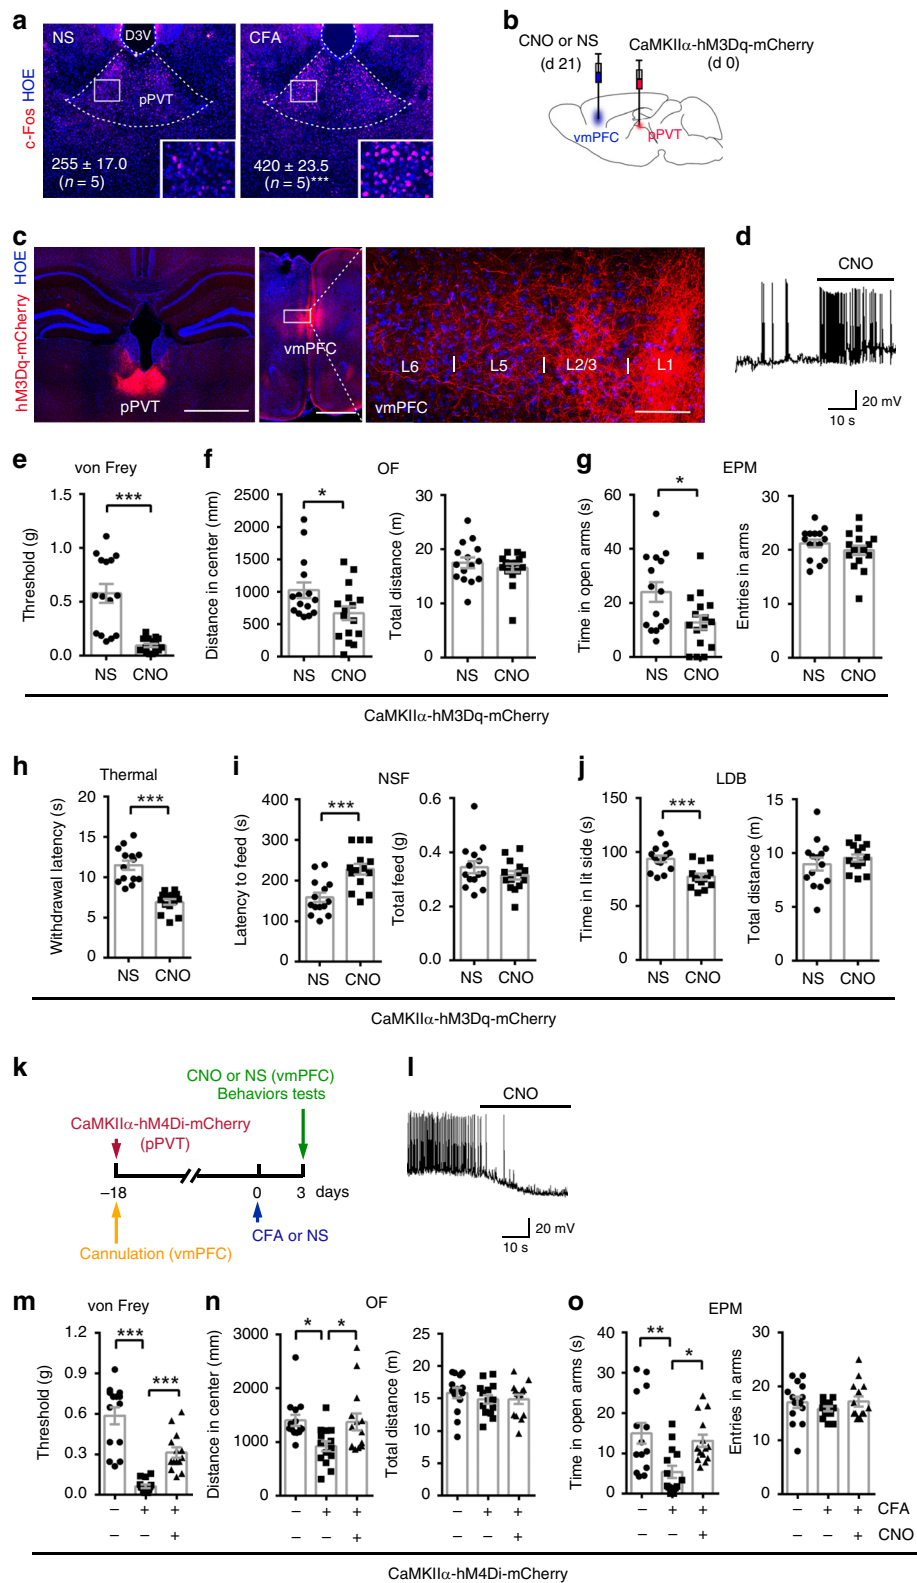 a
NS
D3V
CFA
pPVT
c-Fos HOE
255 ± 17.0
(n = 5)
420 ± 23.5
(n = 5)***
b
CNO or NS
(d 21)
CaMKIIα-hM3Dq-mCherry
(d 0)
vmPFC
pPVT
c
hM3Dq-mCherry HOE
pPVT
vmPFC
L6
L5
L2/3
L1
vmPFC
d
CNO
20 mV
10 s
e
von Frey
***
Threshold (g)
1.5
1.0
0.5
0.0
NS CNO
f
OF
*
Distance in center (mm)
2500
2000
1500
1000
500
0
NS CNO
Total distance (m)
30
20
10
0
NS CNO
g
EPM
*
Time in open arms (s)
60
40
20
0
NS CNO
Entries in arms
30
20
10
0
NS CNO
CaMKIIα-hM3Dq-mCherry
h
Thermal
***
Withdrawal latency (s)
20
15
10
5
0
NS CNO
i
NSF
***
Latency to feed (s)
400
300
200
100
0
NS CNO
Total feed (g)
0.6
0.4
0.2
0.0
NS CNO
j
LDB
***
Time in lit side (s)
150
100
50
0
NS CNO
Total distance (m)
15
10
5
0
NS CNO
CaMKIIα-hM3Dq-mCherry
k
CNO or NS (vmPFC)
Behaviors tests
CaMKIIα-hM4Di-mCherry
(pPVT)
–18
0
3 days
CFA or NS
Cannulation (vmPFC)
l
CNO
20 mV
10 s
m
von Frey
***
***
Threshold (g)
1.2
0.9
0.6
0.3
0.0
– + +
– – +
n
OF
* *
Distance in center (mm)
3000
2000
1000
0
– + +
– – +
Total distance (m)
25
20
15
10
5
0
– + +
– – +
o
EPM
**
*
Time in open arms (s)
40
30
20
10
0
– + +
– – +
Entries in arms
30
20
10
0
– + + CFA
– – + CNO
CaMKIIα-hM4Di-mCherry